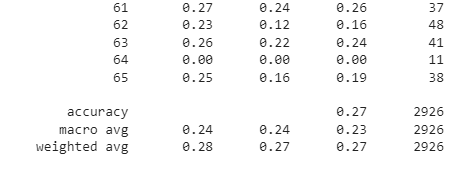 61 0.27 0.24 0.26 37
62 0.23 0.12 0.16 48
63 0.26 0.22 0.24 41
64 0.00 0.00 0.00 11
65 0.25 0.16 0.19 38
accuracy 0.27 2926
macro avg 0.24 0.24 0.23 2926
weighted avg 0.28 0.27 0.27 2926